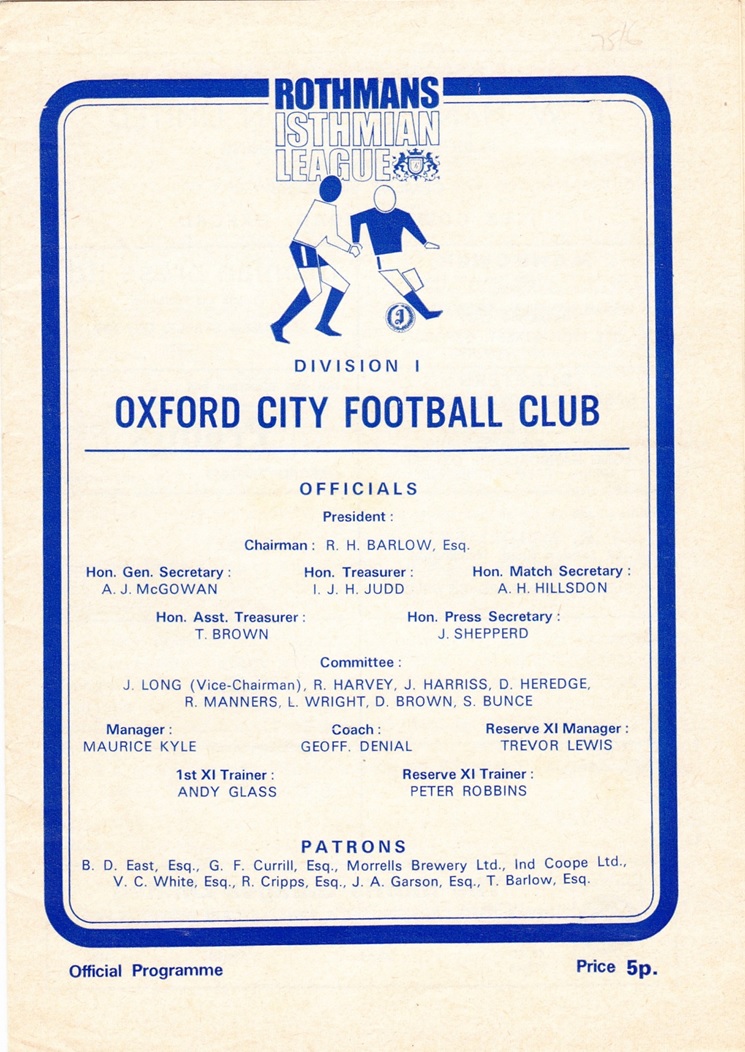 ROTHMANS
ISTHMIAN
LEAGUE
DIVISION 1
OXFORD CITY FOOTBALL CLUB
OFFICIALS
President :
Chairman : R. H. BARLOW, Esq.
Hon. Gen. Secretary : Hon. Treasurer : Hon. Match Secretary :
A. J. McGOWAN I. J. H. JUDD A. H. HILLSDON
Hon. Asst. Treasurer : Hon. Press Secretary :
T. BROWN J. SHEPPERD
Committee :
J. LONG (Vice-Chairman), R. HARVEY, J. HARRISS, D. HEREDGE,
R. MANNERS, L. WRIGHT, D. BROWN, S. BUNCE
Manager : Coach : Reserve XI Manager :
MAURICE KYLE GEOFF. DENIAL TREVOR LEWIS
1st XI Trainer : Reserve XI Trainer :
ANDY GLASS PETER ROBBINS
PATRONS
B. D. East, Esq., G. F. Currill, Esq., Morrells Brewery Ltd., Ind Coope Ltd.,
V. C. White, Esq., R. Cripps, Esq., J. A. Garson, Esq., T. Barlow, Esq.
Official Programme Price 5p.